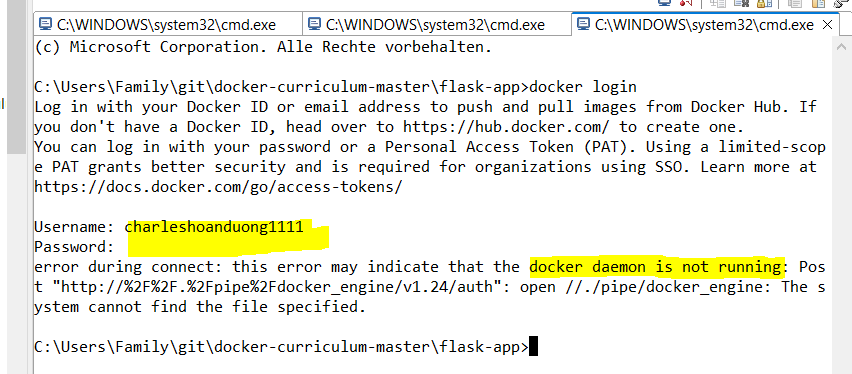 C:\WINDOWS\system32\cmd.exe C:\WINDOWS\system32\cmd.exe C:\WINDOWS\system32\cmd.exe
(c) Microsoft Corporation. Alle Rechte vorbehalten.
C:\Users\Family\git\docker-curriculum-master\flask-app>docker login
Log in with your Docker ID or email address to push and pull images from Docker Hub. If
you don't have a Docker ID, head over to https://hub.docker.com/ to create one.
You can log in with your password or a Personal Access Token (PAT). Using a limited-scop
e PAT grants better security and is required for organizations using SSO. Learn more at
https://docs.docker.com/go/access-tokens/
Username: charleshoanduong1111
Password:
error during connect: this error may indicate that the docker daemon is not running: Pos
t "http://%2F%2F.%2Fpipe%2Fdocker_engine/v1.24/auth": open //./pipe/docker_engine: The s
ystem cannot find the file specified.
C:\Users\Family\git\docker-curriculum-master\flask-app>